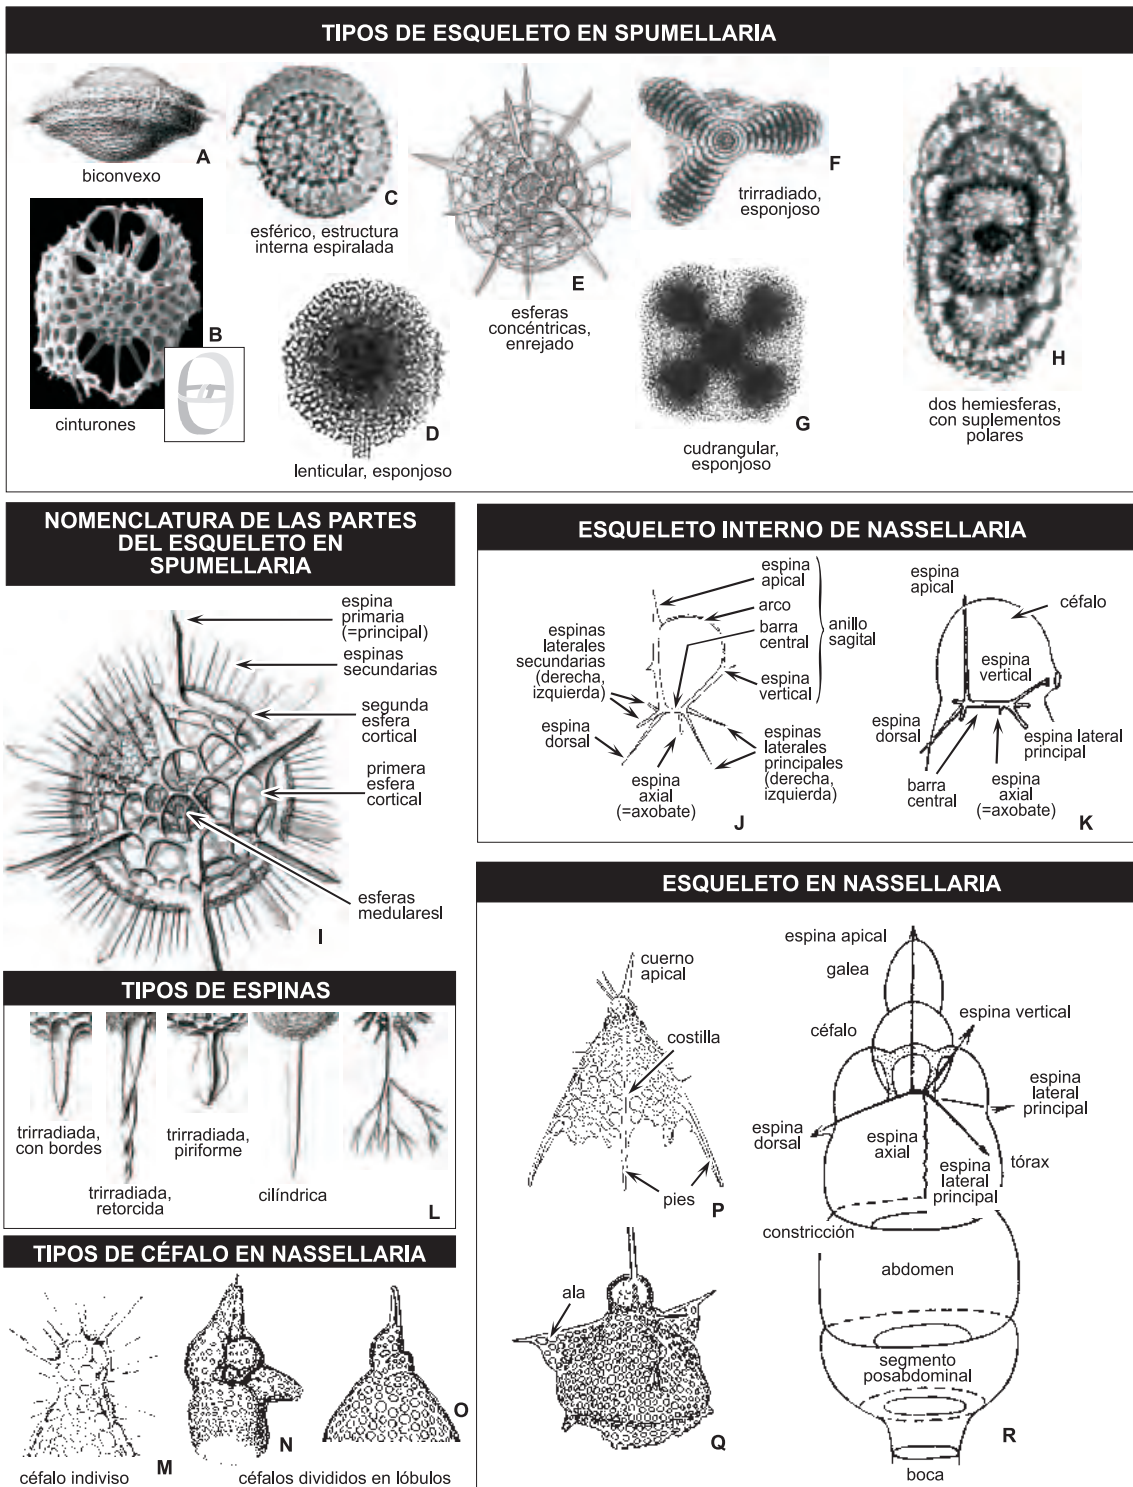 TIPOS DE ESQUELETO EN SPUMELLARIA
A
biconvexo
B
cinturones
C
esférico, estructura
interna espiralada
D
lenticular, esponjoso
E
esferas
concéntricas,
enrejado
F
trirradiado,
esponjoso
G
cudrangular,
esponjoso
H
dos hemiesferas,
con suplementos
polares
NOMENCLATURA DE LAS PARTES
DEL ESQUELETO EN
SPUMELLARIA
espina
primaria
(=principal)
espinas
secundarias
segunda
esfera
cortical
primera
esfera
cortical
esferas
medularesl
I
ESQUELETO INTERNO DE NASSELLARIA
espina
apical
arco
barra
central
anillo
sagital
espinas
laterales
secundarias
(derecha,
izquierda)
espina
vertical
espina
dorsal
espina
axial
(=axobate)
espinas
laterales
principales
(derecha,
izquierda)
J
espina
apical
céfalo
espina
vertical
espina
dorsal
espina lateral
principal
barra
central
espina
axial
(=axobate)
K
TIPOS DE ESPINAS
trirradiada,
con bordes
trirradiada,
retorcida
trirradiada,
piriforme
cilíndrica
L
TIPOS DE CÉFALO EN NASSELLARIA
M
céfalo indiviso
N
O
céfalos divididos en lóbulos
ESQUELETO EN NASSELLARIA
cuerno
apical
costilla
pies
P
ala
Q
espina apical
galea
céfalo
espina vertical
espina
lateral
principal
espina
dorsal
espina
axial
espina
lateral
principal
tórax
constricción
abdomen
segmento
posabdominal
R
boca